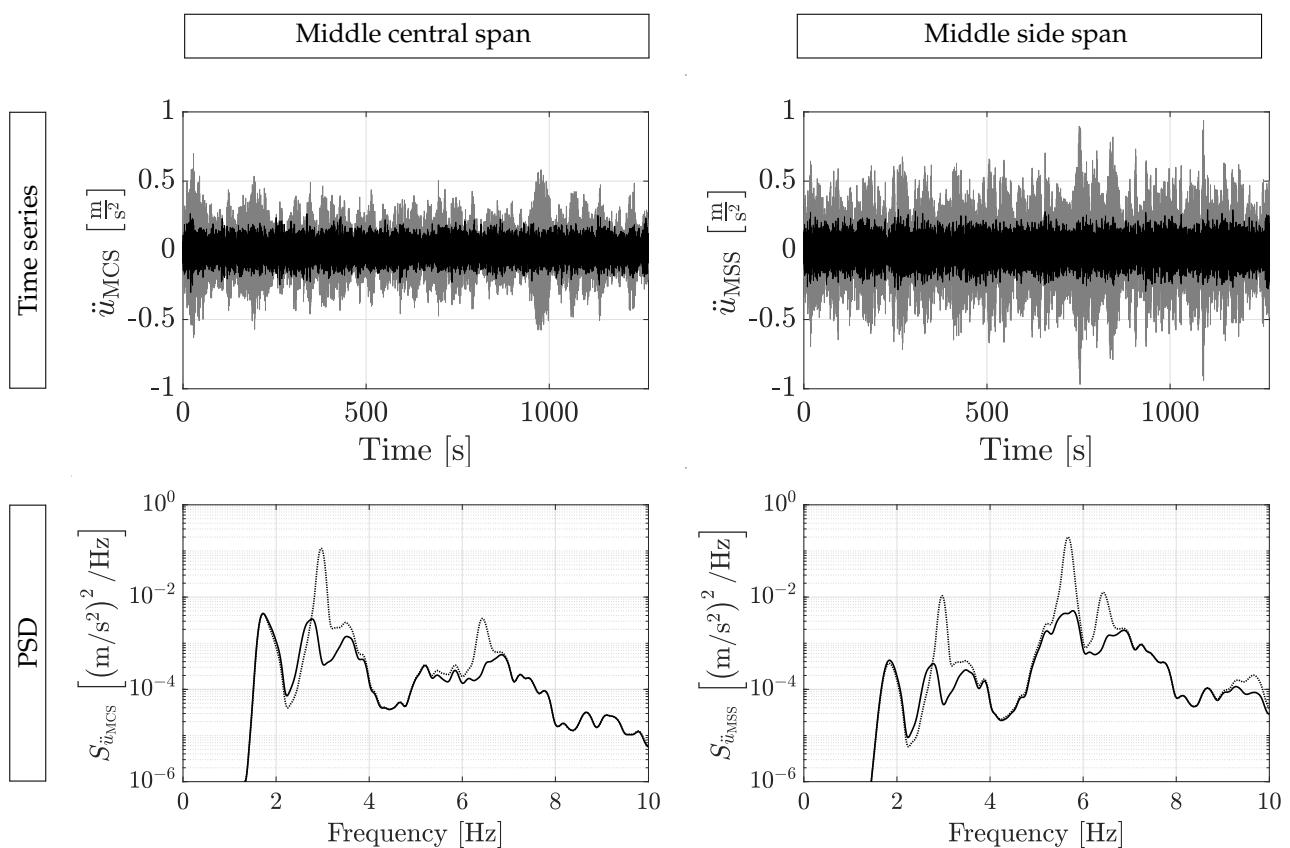 Middle central span
Middle side span
Time series
ü_MCS [m/s²]
1
0.5
0
-0.5
-1
0 500 1000
Time [s]
ü_MSS [m/s²]
1
0.5
0
-0.5
-1
0 500 1000
Time [s]
PSD
S_ü_MCS [(m/s²)² /Hz]
10⁰
10⁻²
10⁻⁴
10⁻⁶
0 2 4 6 8 10
Frequency [Hz]
S_ü_MSS [(m/s²)² /Hz]
10⁰
10⁻²
10⁻⁴
10⁻⁶
0 2 4 6 8 10
Frequency [Hz]